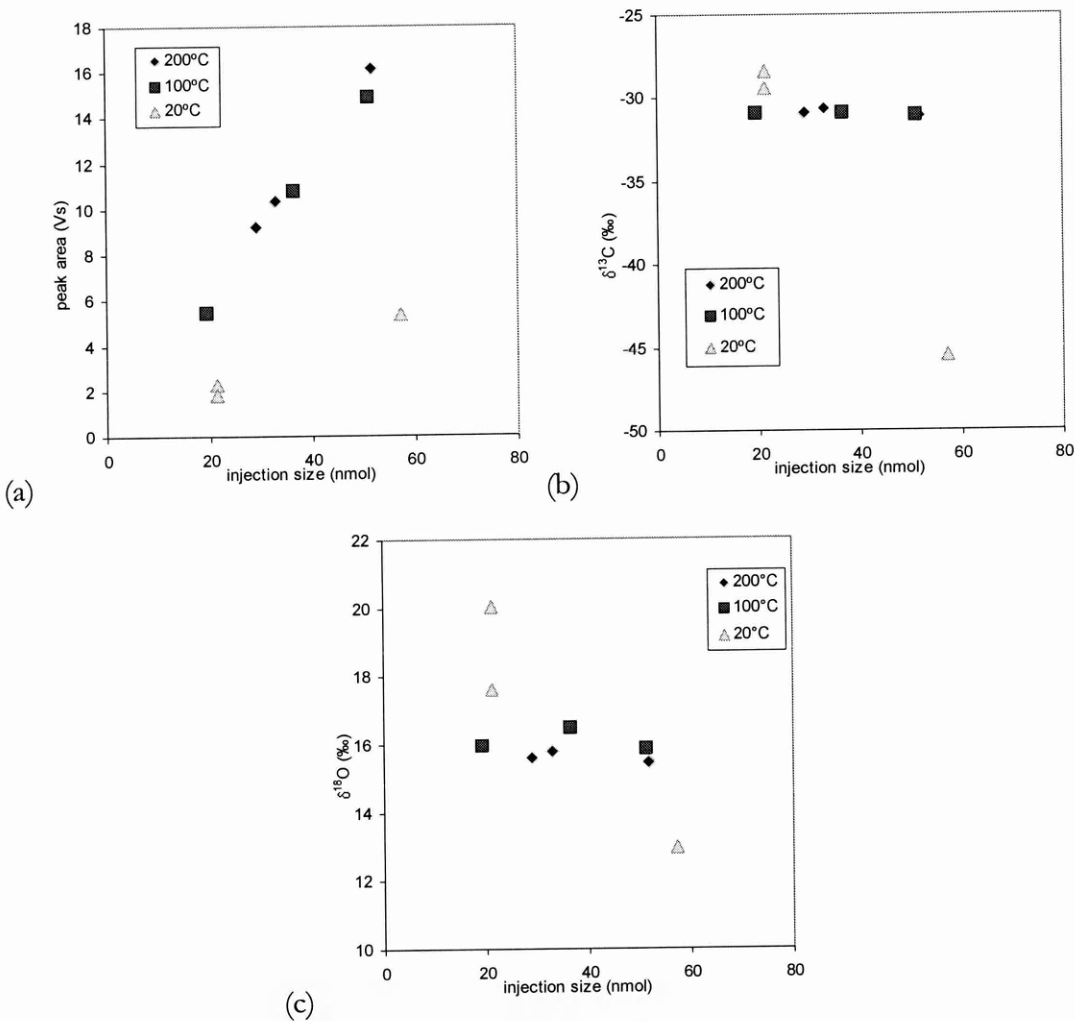 18
16
14
12
10
8
6
4
2
0
peak area (Vs)
200ºC
100ºC
20ºC
0 20 40 60 80
injection size (nmol)
(a)
-25
-30
-35
-40
-45
-50
δ¹³C (‰)
200ºC
100ºC
20ºC
0 20 40 60 80
injection size (nmol)
(b)
22
20
18
16
14
12
10
δ¹⁸O (‰)
200°C
100°C
20°C
0 20 40 60 80
injection size (nmol)
(c)